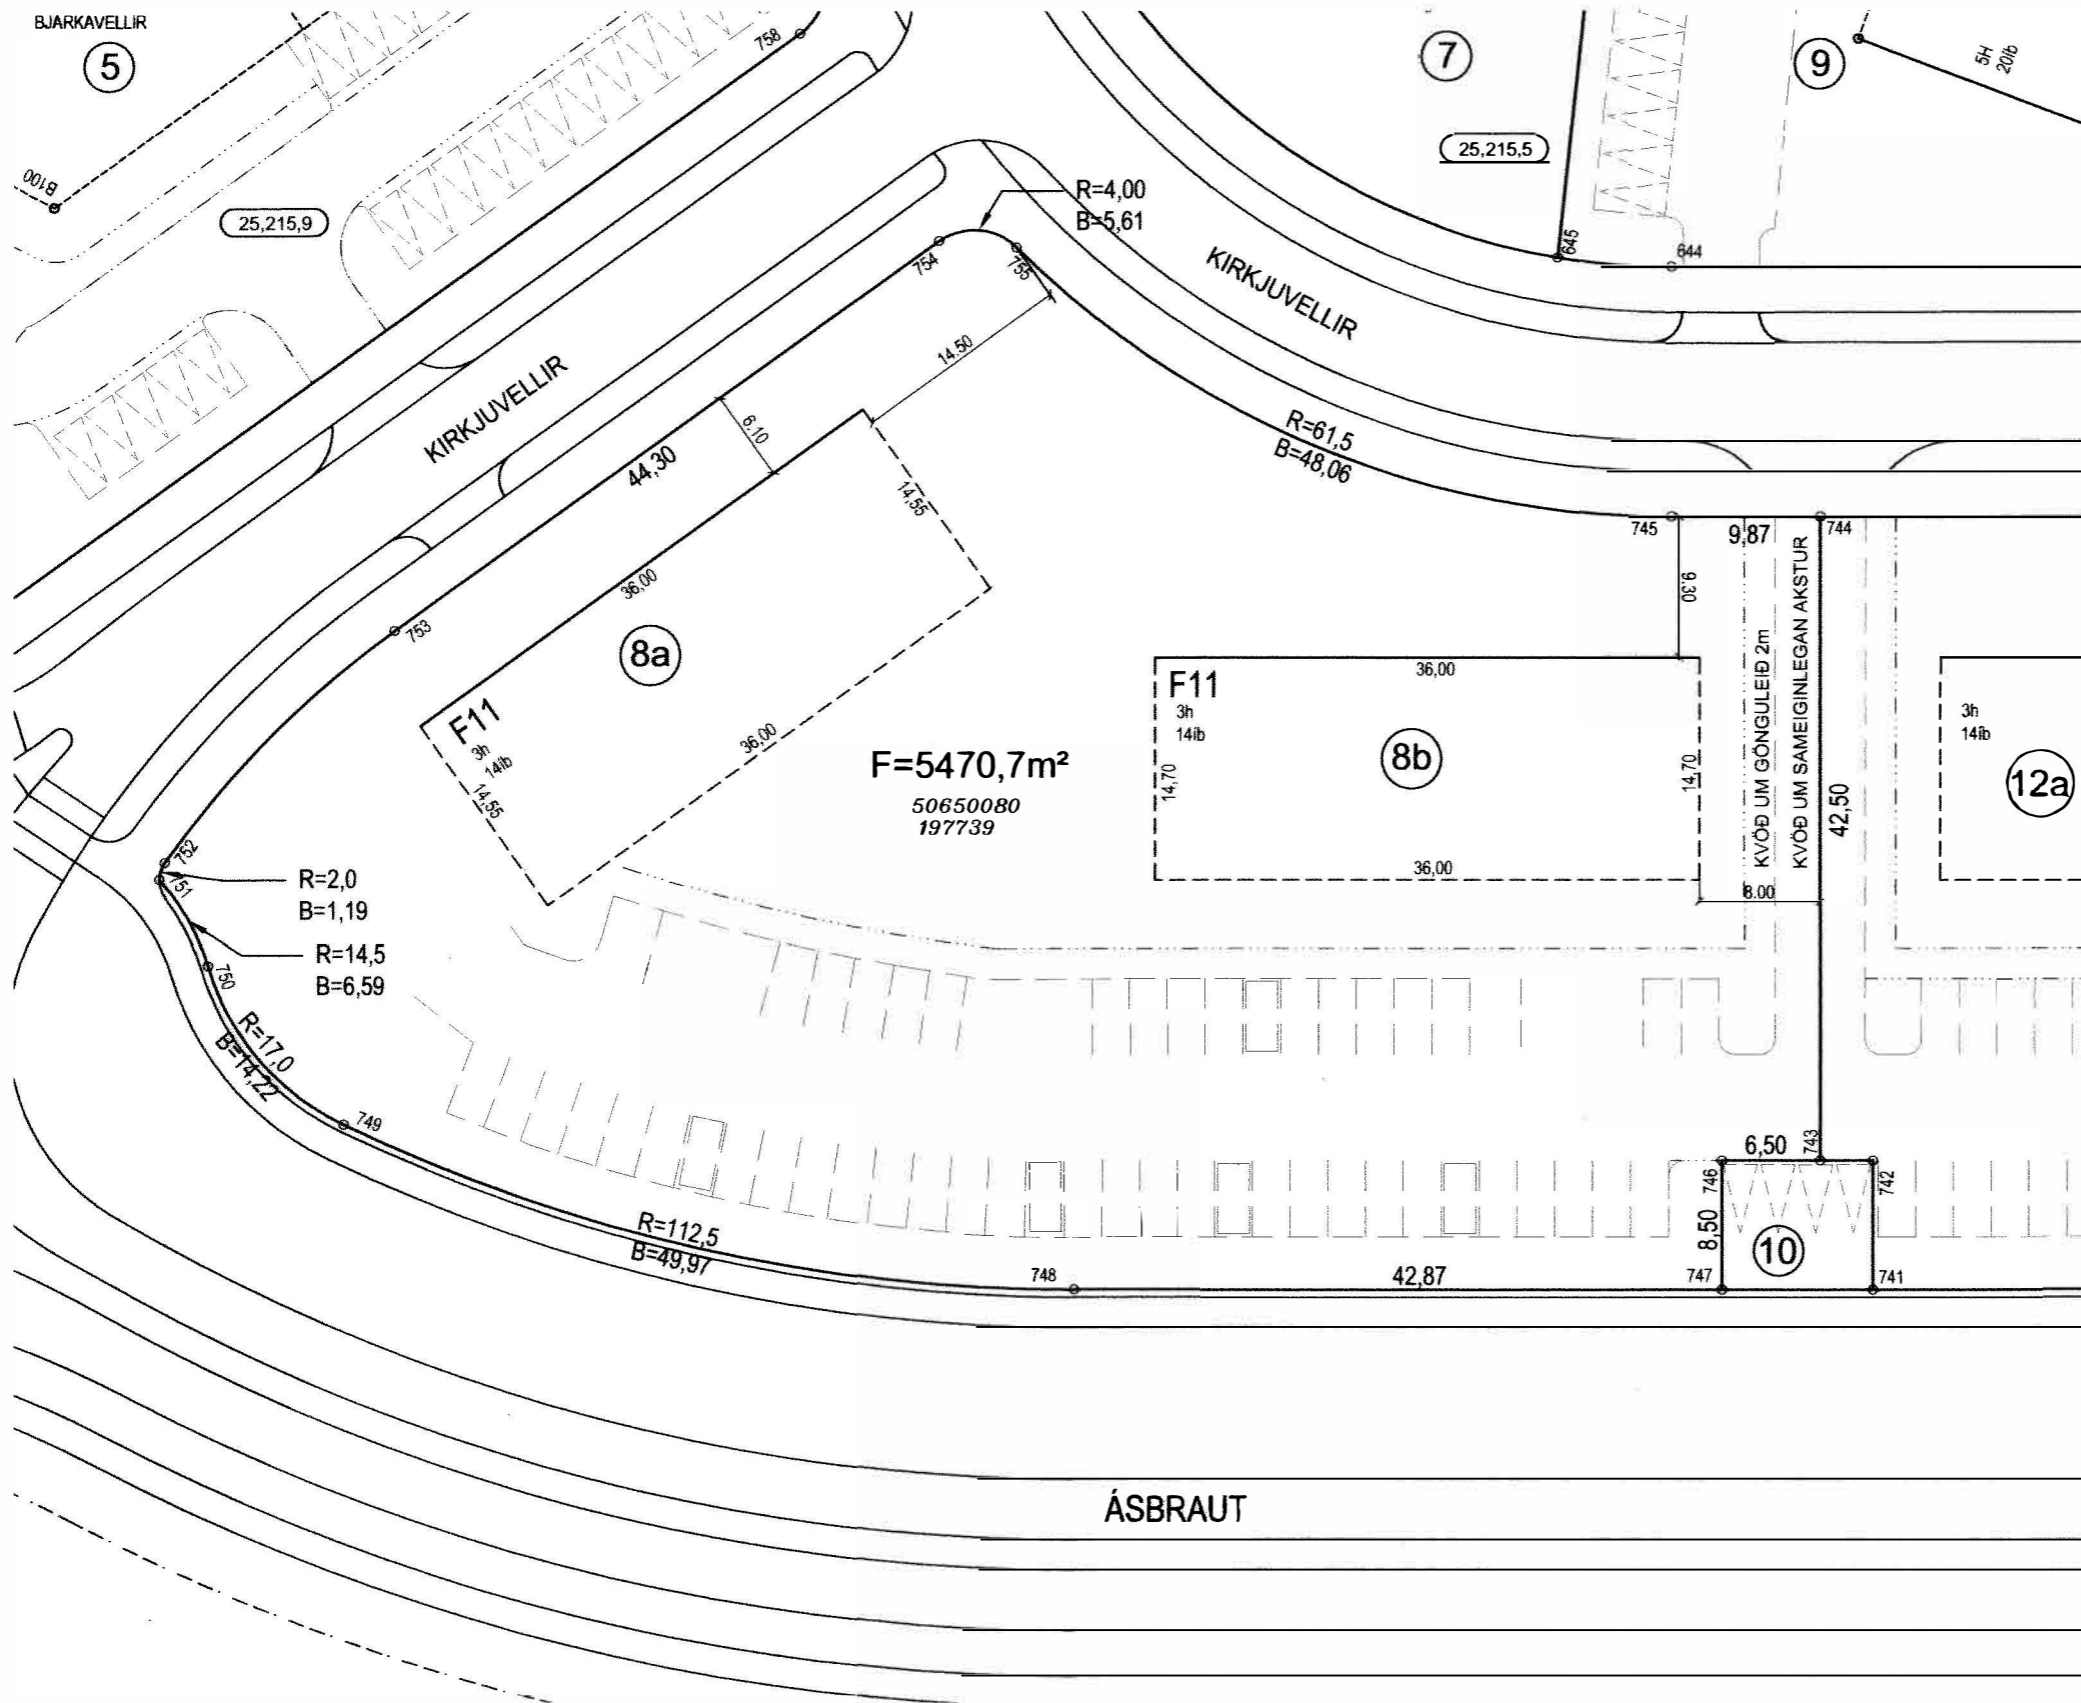 BJARKAVELLIR
5
B100
25,215,9
758
7
25,215,5
9
5H
20íb
645
644
R=4,00
B=5,61
754
755
KIRKJUVELLIR
KIRKJUVELLIR
14.50
6.10
44,30
R=61,5
B=48,06
14,55
36,00
753
8a
745
9,87
744
9.30
F11
3h
14íb
14,55
36,00
F=5470,7m²
50650080
197739
F11
3h
14íb
36,00
8b
14,70
14,70
36,00
KVÖÐ UM GÖNGULEIÐ 2m
KVÖÐ UM SAMEIGINLEGAN AKSTUR
42,50
8.00
3h
14íb
12a
752
751
R=2,0
B=1,19
R=14,5
B=6,59
750
R=17,0
B=14,22
749
R=112,5
B=49,97
748
42,87
6,50
743
746
742
8,50
10
747
741
ÁSBRAUT